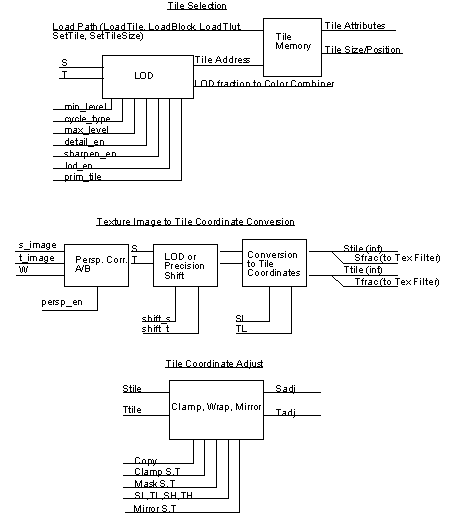 Tile Selection
Load Path (LoadTile, LoadBlock, LoadTlut,
SetTile, SetTileSize)
Tile
Memory
Tile Attributes
Tile Size/Position
S
T
LOD
Tile Address
LOD fraction to Color Combiner
min_level
cycle_type
max_level
detail_en
sharpen_en
lod_en
prim_tile
Texture Image to Tile Coordinate Conversion
s_image
t_image
W
Persp. Corr.
A/B
persp_en
S
T
LOD or
Precision
Shift
shift_s
shift_t
Conversion
to Tile
Coordinates
SL
TL
Stile (int)
Sfrac(to Tex Filter)
Ttile (int)
Tfrac(to Tex Filter)
Tile Coordinate Adjust
Stile
Ttile
Clamp, Wrap, Mirror
Sadj
Tadj
Copy
Clamp S,T
Mask S,T
SL,TL,SH,TH
Mirror S,T